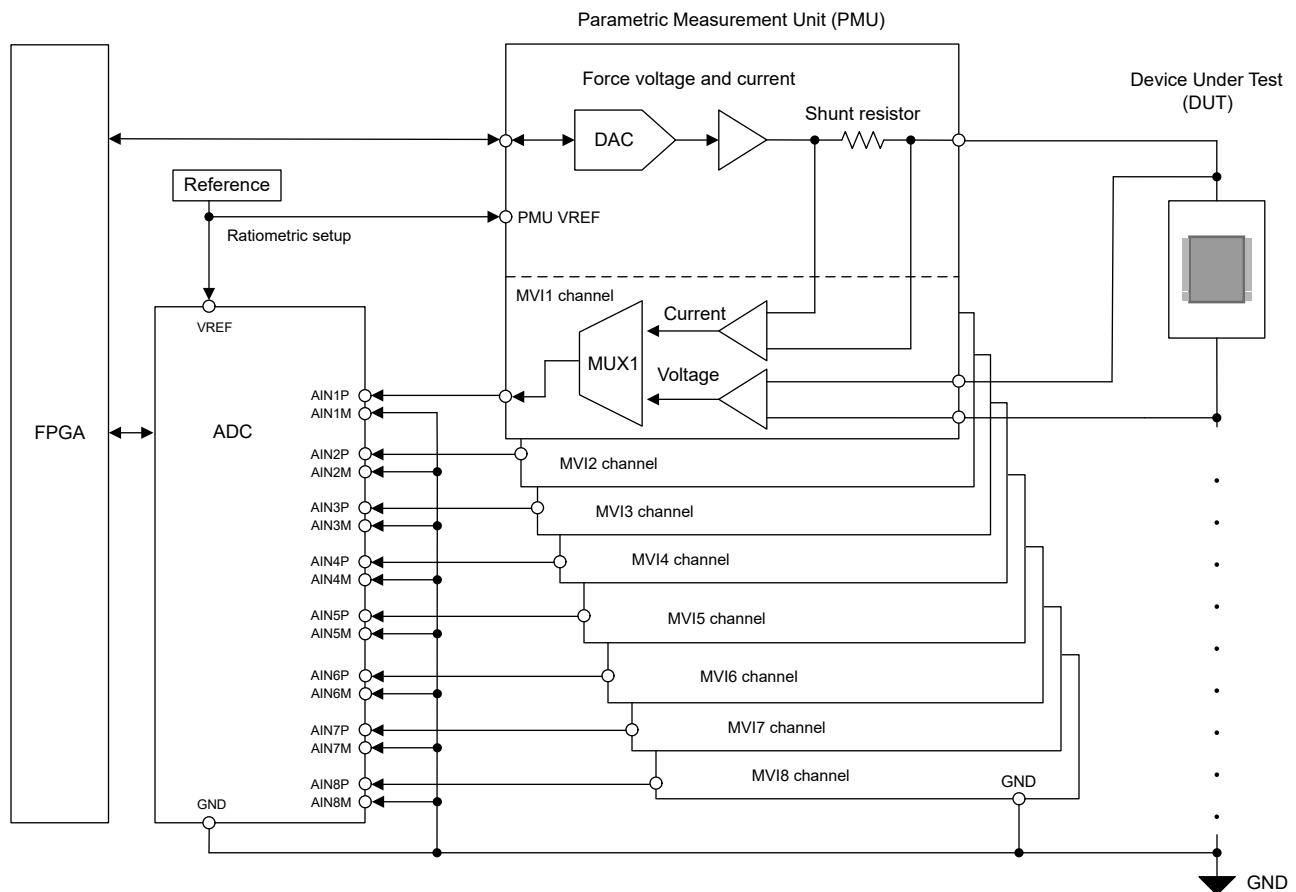 Parametric Measurement Unit (PMU)
Force voltage and current
Device Under Test
(DUT)
Shunt resistor
DAC
Reference
PMU VREF
Ratiometric setup
MVI1 channel
VREF
Current
MUX1
Voltage
AIN1P
AIN1M
FPGA
ADC
AIN2P
AIN2M
MVI2 channel
AIN3P
AIN3M
MVI3 channel
AIN4P
AIN4M
MVI4 channel
AIN5P
AIN5M
MVI5 channel
AIN6P
AIN6M
MVI6 channel
AIN7P
AIN7M
MVI7 channel
AIN8P
AIN8M
MVI8 channel
GND
GND
GND